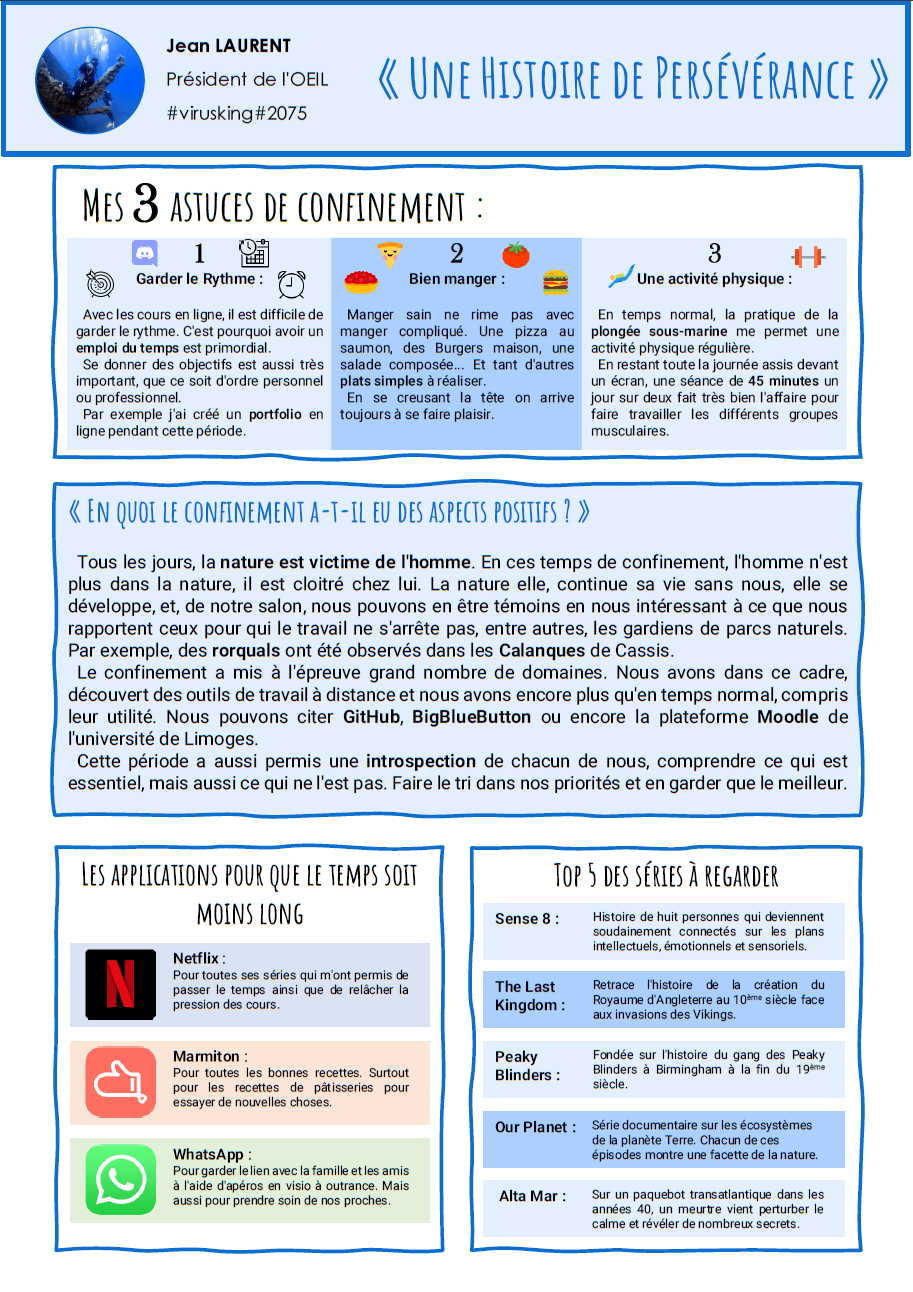 Jean LAURENT
Président de l'OEIL
#virusking#2075
« Une Histoire de Persévérance »
Mes 3 astuces de confinement :
1
Garder le Rythme :
Avec les cours en ligne, il est difficile de
garder le rythme. C'est pourquoi avoir un
emploi du temps est primordial.
Se donner des objectifs est aussi très
important, que ce soit d'ordre personnel
ou professionnel.
Par exemple j'ai créé un portfolio en
ligne pendant cette période.
2
Bien manger :
Manger sain ne rime pas avec
manger compliqué. Une pizza au
saumon, des Burgers maison, une
salade composée... Et tant d'autres
plats simples à réaliser.
En se creusant la tête on arrive
toujours à se faire plaisir.
3
Une activité physique :
En temps normal, la pratique de la
plongée sous-marine me permet une
activité physique régulière.
En restant toute la journée assis devant
un écran, une séance de 45 minutes un
jour sur deux fait très bien l'affaire pour
faire travailler les différents groupes
musculaires.
« En quoi le confinement a-t-il eu des aspects positifs ? »
Tous les jours, la nature est victime de l'homme. En ces temps de confinement, l'homme n'est
plus dans la nature, il est cloitré chez lui. La nature elle, continue sa vie sans nous, elle se
développe, et, de notre salon, nous pouvons en être témoins en nous intéressant à ce que nous
rapportent ceux pour qui le travail ne s'arrête pas, entre autres, les gardiens de parcs naturels.
Par exemple, des rorquals ont été observés dans les Calanques de Cassis.
Le confinement a mis à l'épreuve grand nombre de domaines. Nous avons dans ce cadre,
découvert des outils de travail à distance et nous avons encore plus qu'en temps normal, compris
leur utilité. Nous pouvons citer GitHub, BigBlueButton ou encore la plateforme Moodle de
l'université de Limoges.
Cette période a aussi permis une introspection de chacun de nous, comprendre ce qui est
essentiel, mais aussi ce qui ne l'est pas. Faire le tri dans nos priorités et en garder que le meilleur.
Les applications pour que le temps soit
moins long
Netflix :
Pour toutes ses séries qui m'ont permis de
passer le temps ainsi que de relâcher la
pression des cours.
Marmiton :
Pour toutes les bonnes recettes. Surtout
pour les recettes de pâtisseries pour
essayer de nouvelles choses.
WhatsApp :
Pour garder le lien avec la famille et les amis
à l'aide d'apéros en visio à outrance. Mais
aussi pour prendre soin de nos proches.
Top 5 des séries à regarder
Sense 8 :
Histoire de huit personnes qui deviennent
soudainement connectés sur les plans
intellectuels, émotionnels et sensoriels.
The Last
Kingdom :
Retrace l'histoire de la création du
Royaume d'Angleterre au 10ème siècle face
aux invasions des Vikings.
Peaky
Blinders :
Fondée sur l'histoire du gang des Peaky
Blinders à Birmingham à la fin du 19ème
siècle.
Our Planet :
Série documentaire sur les écosystèmes
de la planète Terre. Chacun de ces
épisodes montre une facette de la nature.
Alta Mar :
Sur un paquebot transatlantique dans les
années 40, un meurtre vient perturber le
calme et révéler de nombreux secrets.